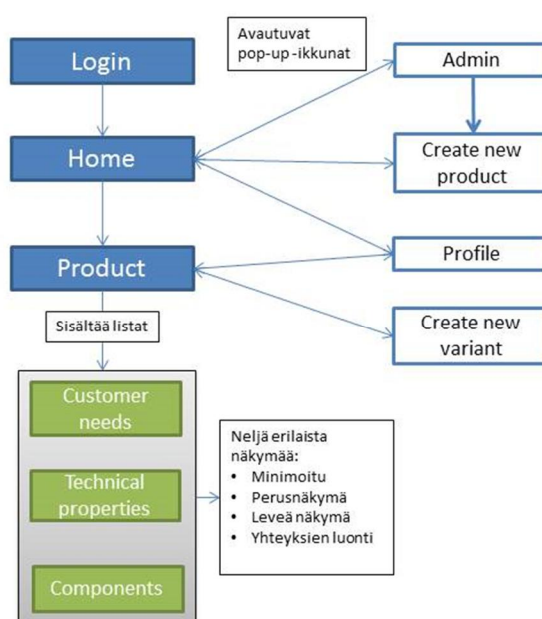 Login
Avautuvat
pop-up -ikkunat
Admin
Home
Create new
product
Product
Profile
Sisältää listat
Create new
variant
Customer
needs
Technical
properties
Components
Neljä erilaista
näkymää:
• Minimoitu
• Perusnäkymä
• Leveä näkymä
• Yhteyksien luonti